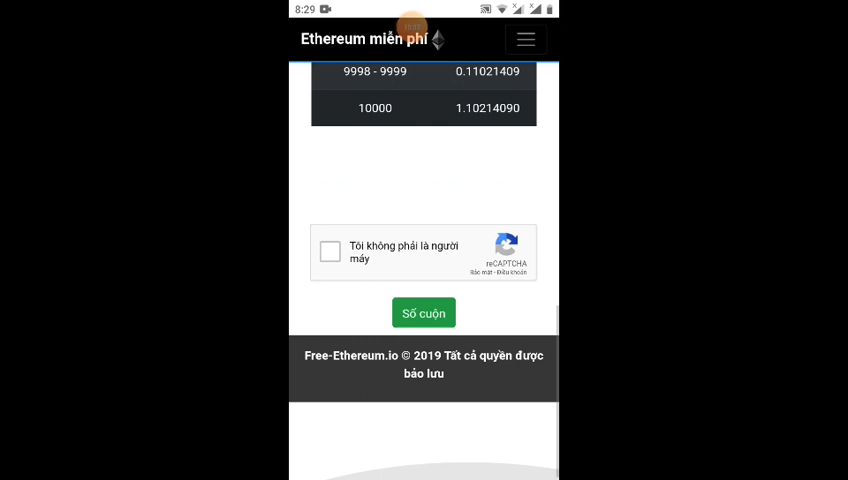 8:29
Ethereum miễn phí
9998 - 9999 0.11021409
10000 1.10214090
Tôi không phải là người
máy
reCAPTCHA
Bảo mật - Điều khoản
Số cuộn
Free-Ethereum.io © 2019 Tất cả quyền được
bảo lưu